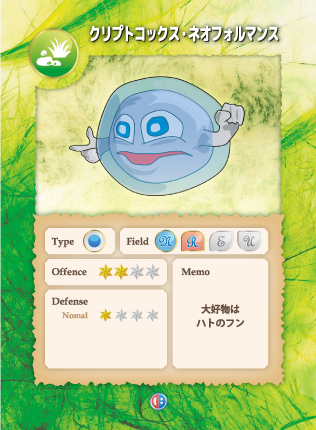 クリプトコックス・ネオフォルマンス
Type
Field N R E U
Offence
Memo
大好物は
ハトのフン
Defense
Nomal